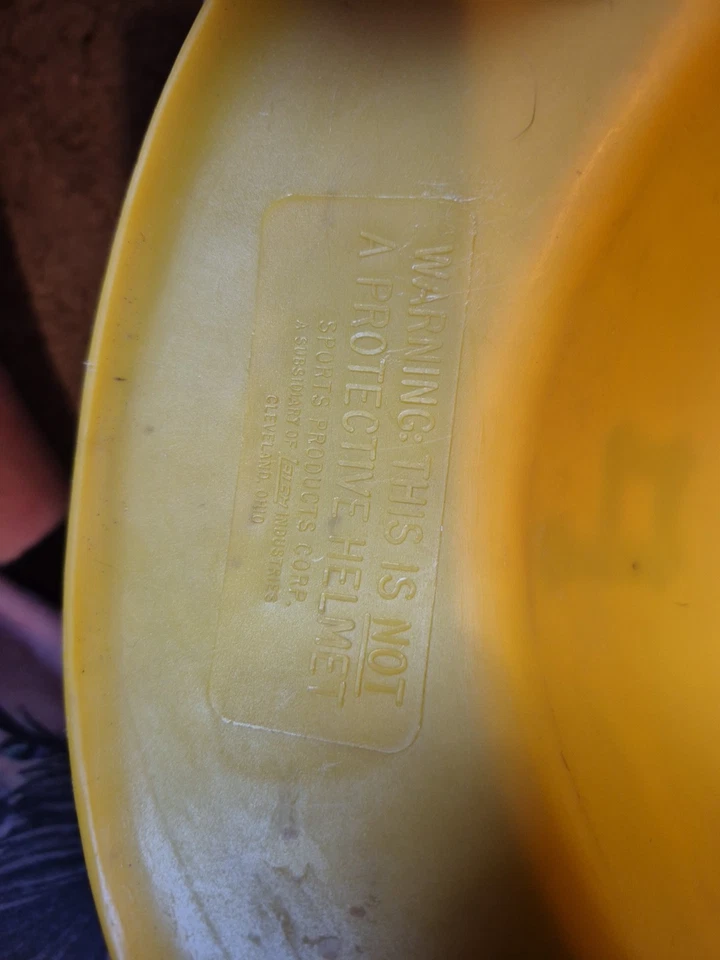 WARNING: THIS IS NOT
A PROTECTIVE HELMET
SPORTS PRODUCTS CORP.
A SUBSIDIARY OF INDUSTRIES
CLEVELAND, OHIO